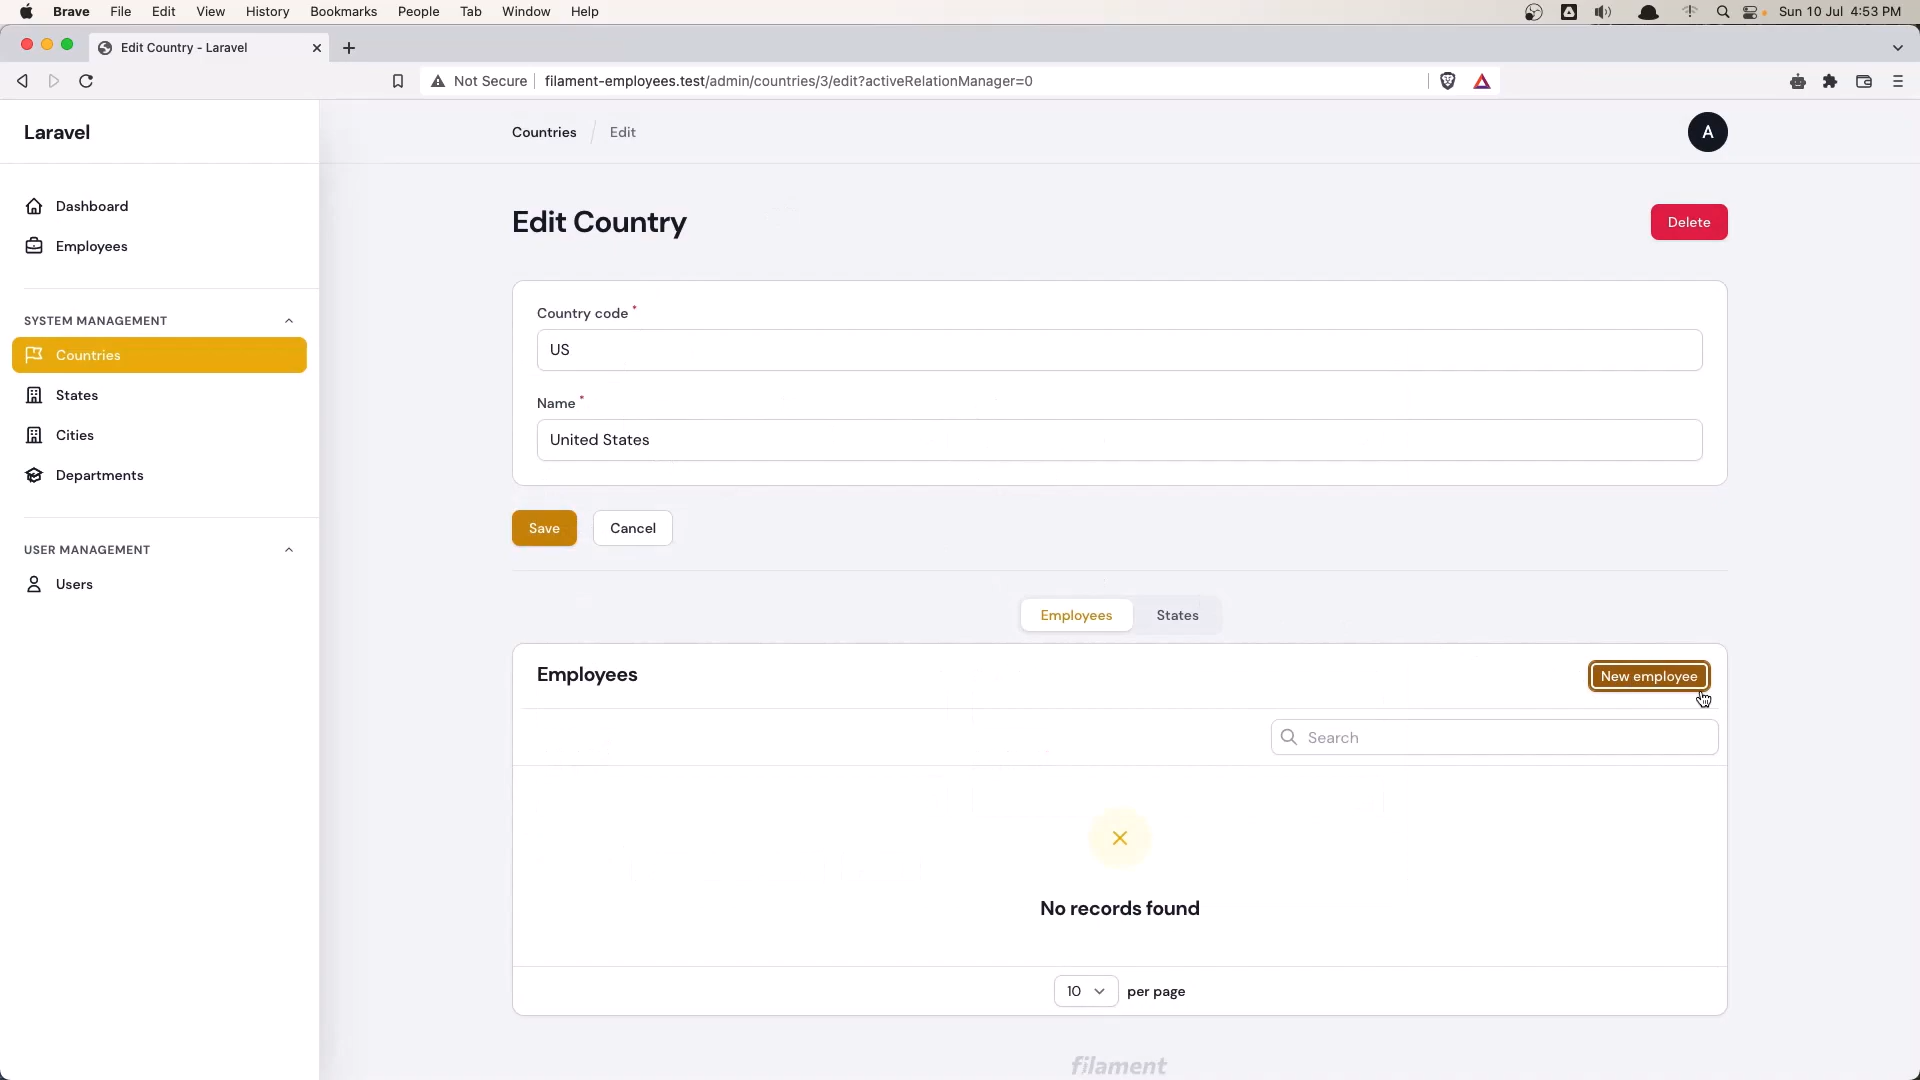 Brave File Edit View History Bookmarks People Tab Window Help Sun 10 Jul 4:53 PM
Edit Country - Laravel
Not Secure filament-employees.test/admin/countries/3/edit?activeRelationManager=0
Laravel
Countries / Edit
A
Dashboard
Employees
SYSTEM MANAGEMENT
Countries
States
Cities
Departments
USER MANAGEMENT
Users
Edit Country
Delete
Country code *
US
Name *
United States
Save Cancel
Employees States
Employees
New employee
Search
No records found
10 per page
filament